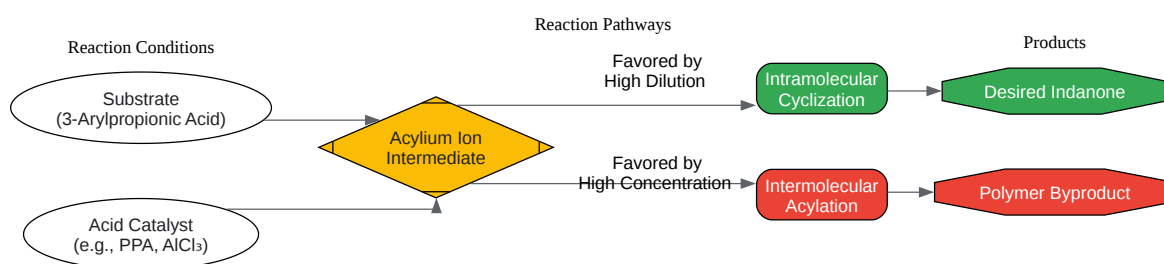 Reaction Conditions
Reaction Pathways
Products
Substrate
(3-Arylpropionic Acid)
Acid Catalyst
(e.g., PPA, AlCl₃)
Acylium Ion
Intermediate
Favored by
High Dilution
Favored by
High Concentration
Intramolecular
Cyclization
Intermolecular
Acylation
Desired Indanone
Polymer Byproduct